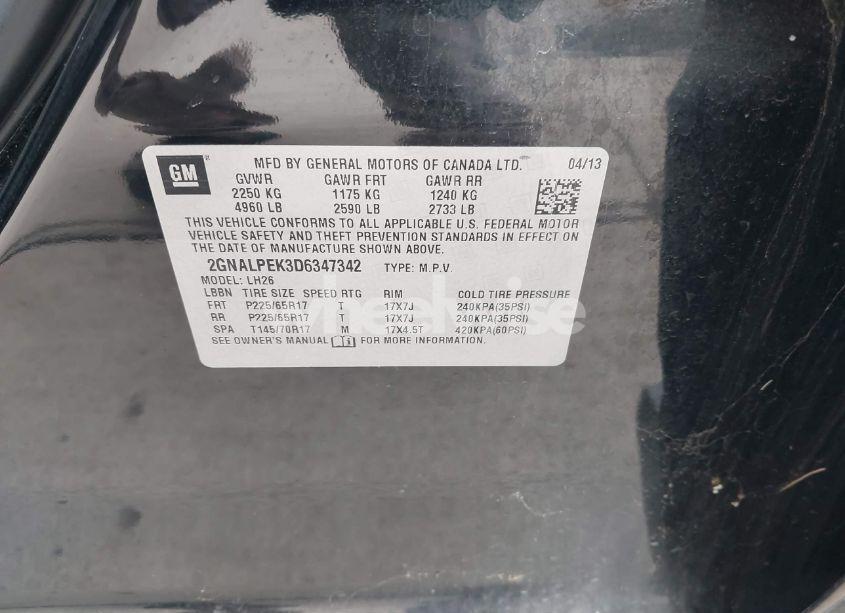 GM MFD BY GENERAL MOTORS OF CANADA LTD. 04/13
GVWR GAWR FRT GAWR RR
2250 KG 1175 KG 1240 KG
4960 LB 2590 LB 2733 LB
THIS VEHICLE CONFORMS TO ALL APPLICABLE U.S. FEDERAL MOTOR
VEHICLE SAFETY AND THEFT PREVENTION STANDARDS IN EFFECT ON
THE DATE OF MANUFACTURE SHOWN ABOVE.
2GNALPEK3D6347342 TYPE: M.P.V.
MODEL: LH26
LBBN TIRE SIZE SPEED RTG RIM COLD TIRE PRESSURE
FRT P225/65R17 T 17X7J 240KPA(35PSI)
RR P225/65R17 T 17X7J 240KPA(35PSI)
SPA T145/70R17 M 17X4.5T 420KPA(60PSI)
SEE OWNER'S MANUAL FOR MORE INFORMATION.